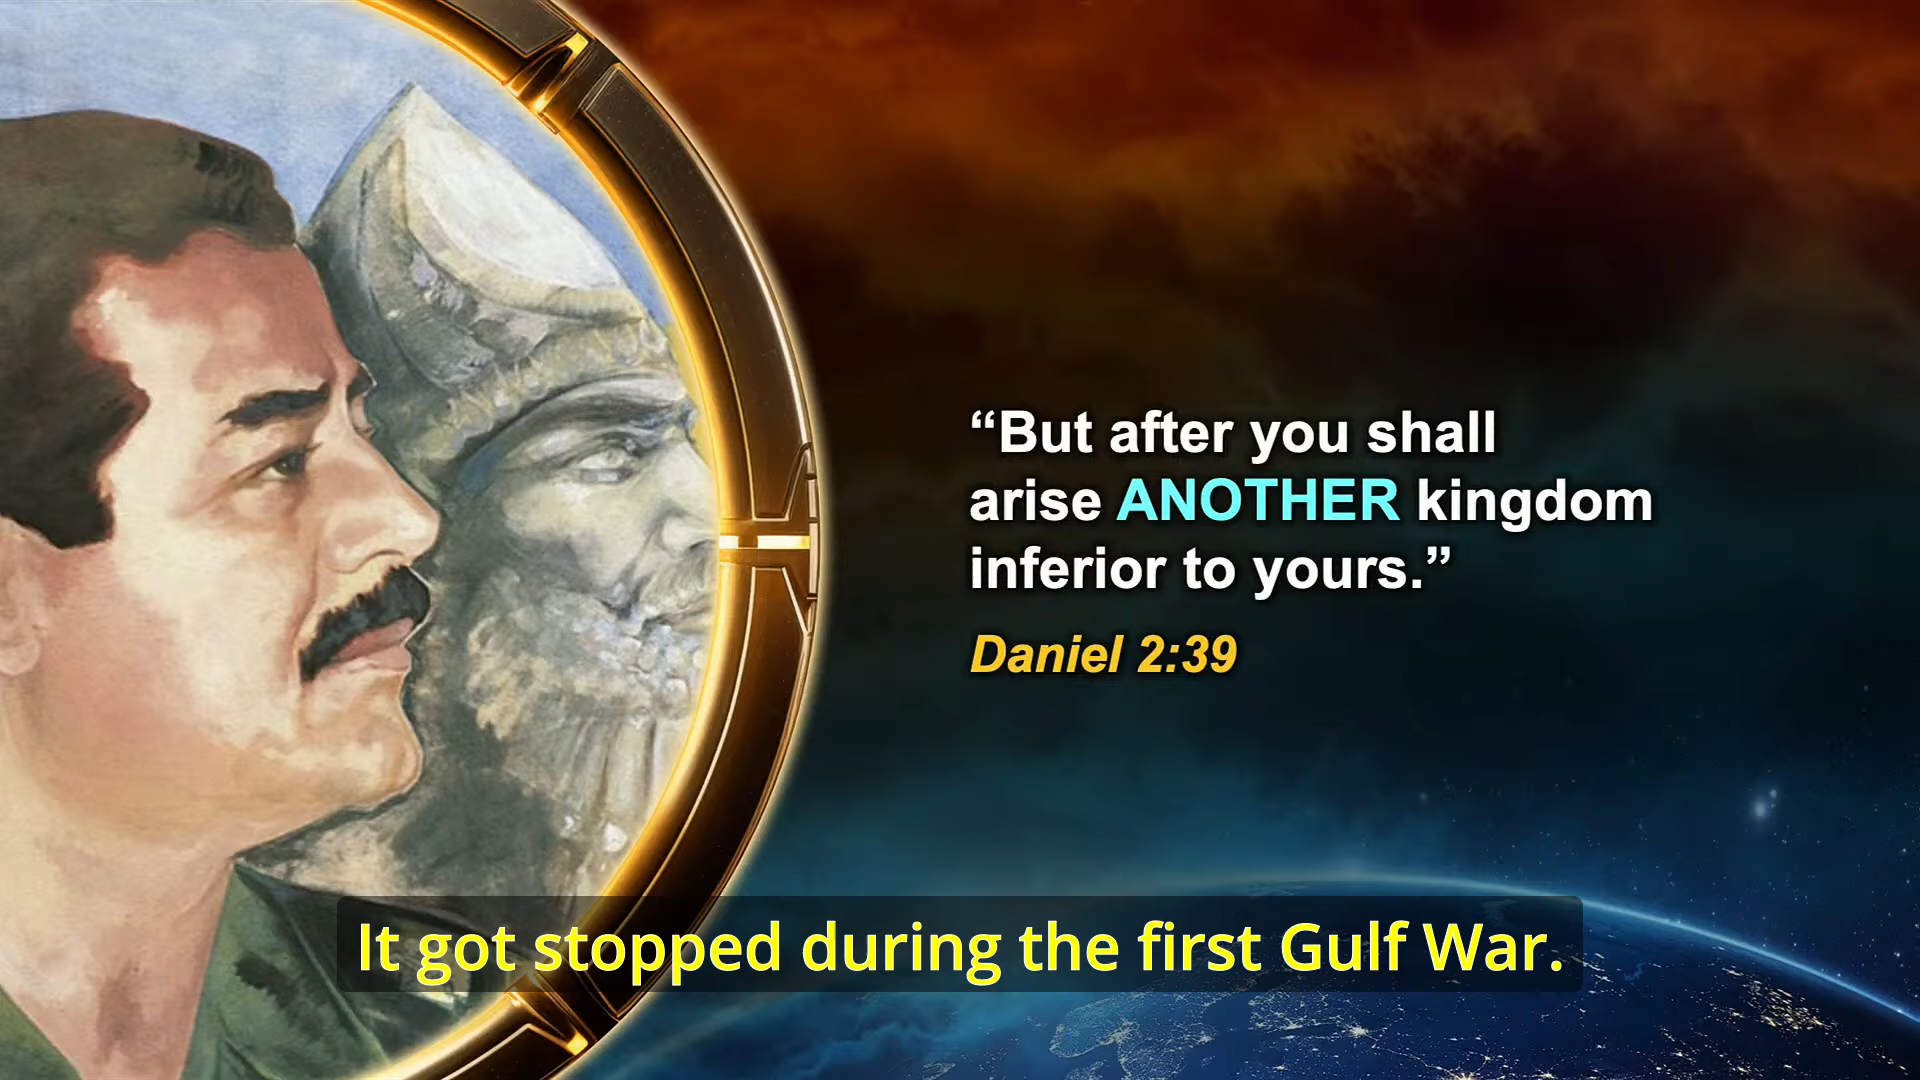 “But after you shall
arise ANOTHER kingdom
inferior to yours.”
Daniel 2:39
It got stopped during the first Gulf War.